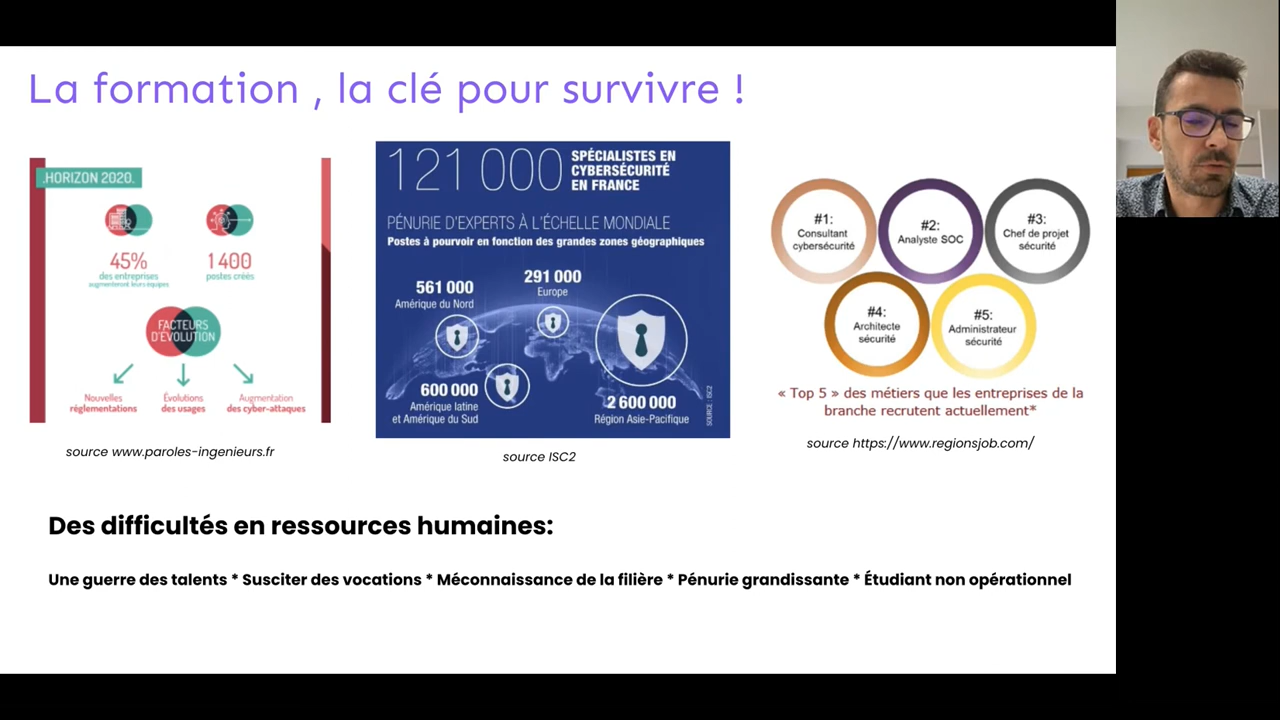 La formation , la clé pour survivre !
.HORIZON 2020.
45%
des entreprises
augmenteront leurs équipes
1 400
postes créés
FACTEURS
D'ÉVOLUTION
Nouvelles
réglementations
Évolutions
des usages
Augmentation
des cyber-attaques
source www.paroles-ingenieurs.fr
121 000 SPÉCIALISTES EN
CYBERSÉCURITÉ
EN FRANCE
PÉNURIE D'EXPERTS À L'ÉCHELLE MONDIALE
Postes à pourvoir en fonction des grandes zones géographiques
561 000
Amérique du Nord
291 000
Europe
600 000
Amérique latine
et Amérique du Sud
2 600 000
Région Asie-Pacifique
SOURCE : ISC2
source ISC2
#1:
Consultant
cybersécurité
#2:
Analyste SOC
#3:
Chef de projet
sécurité
#4:
Architecte
sécurité
#5:
Administrateur
sécurité
« Top 5 » des métiers que les entreprises de la
branche recrutent actuellement*
source https://www.regionsjob.com/
Des difficultés en ressources humaines:
Une guerre des talents * Susciter des vocations * Méconnaissance de la filière * Pénurie grandissante * Étudiant non opérationnel